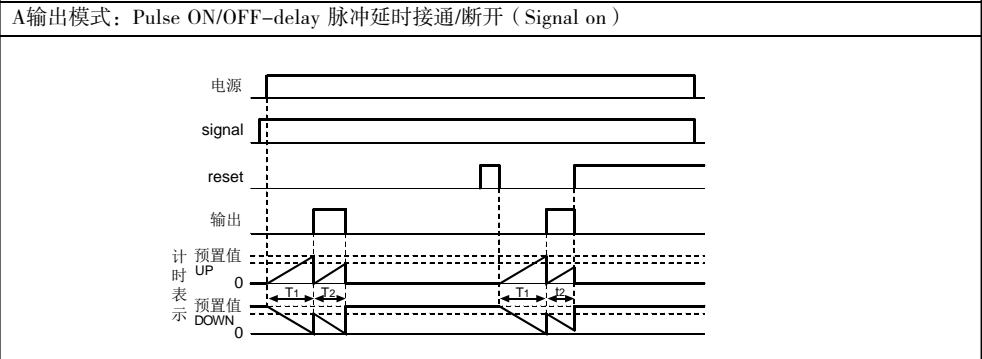 A输出模式：Pulse ON/OFF-delay 脉冲延时接通/断开（Signal on）
电源
signal
reset
输出
计时表示
预置值
UP
0
T1 T2 T1 t2
预置值
DOWN
0